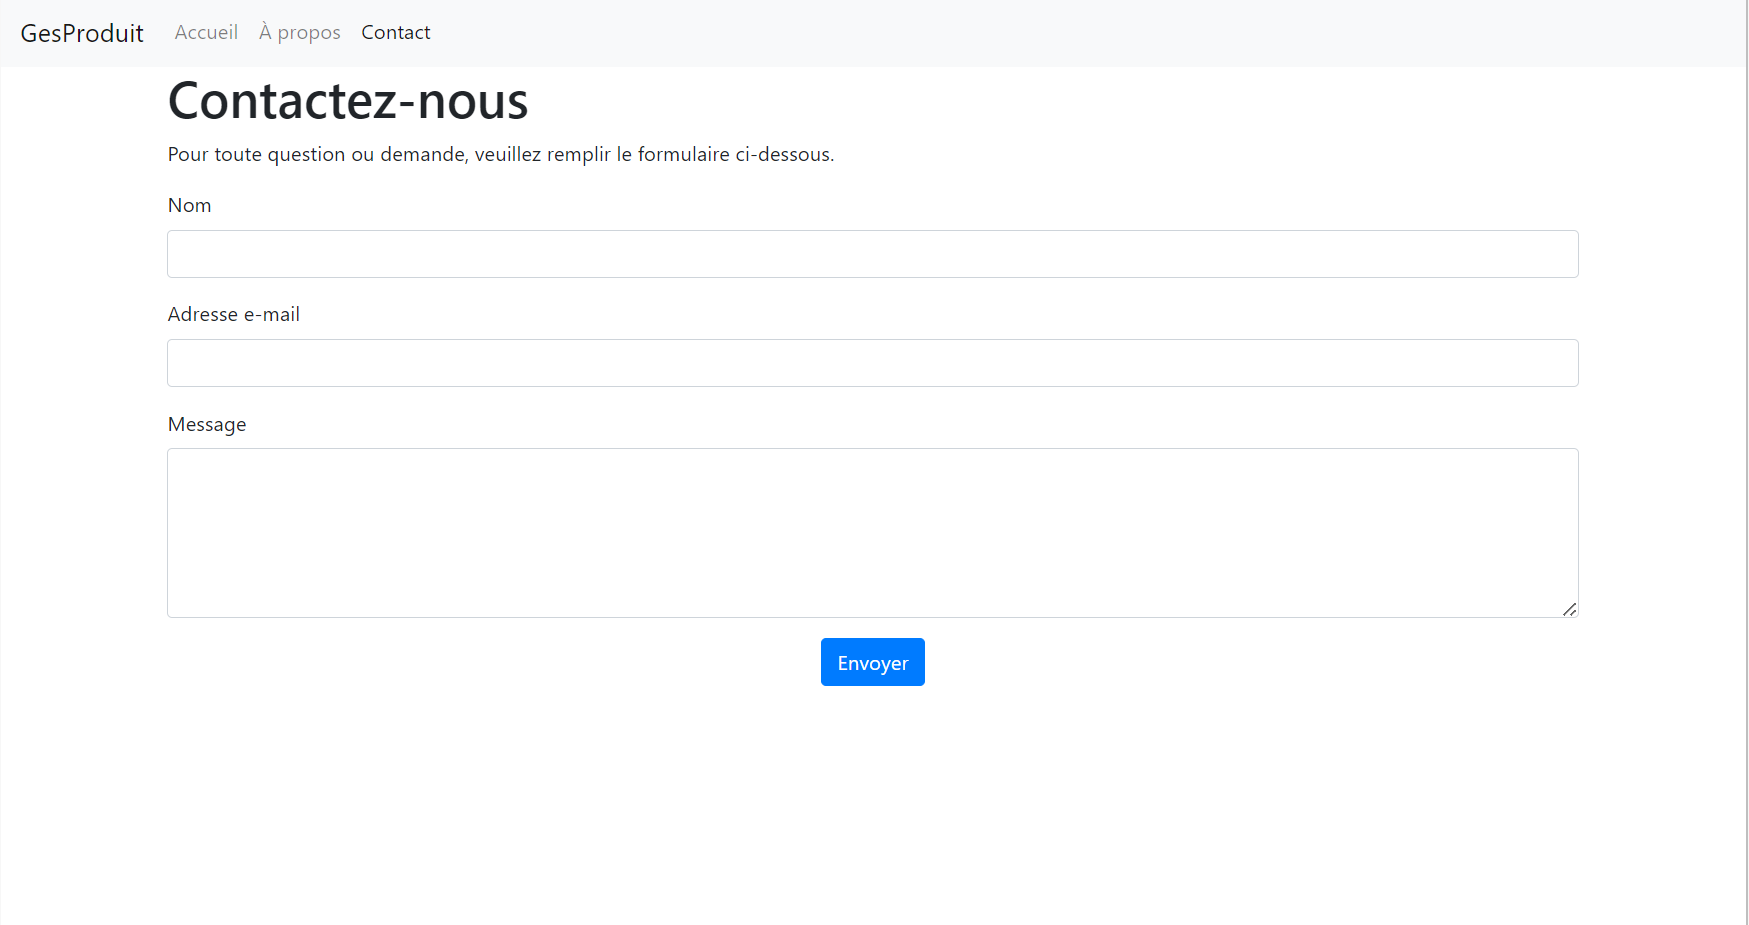 GesProduit Accueil À propos Contact
Contactez-nous
Pour toute question ou demande, veuillez remplir le formulaire ci-dessous.
Nom
Adresse e-mail
Message
Envoyer